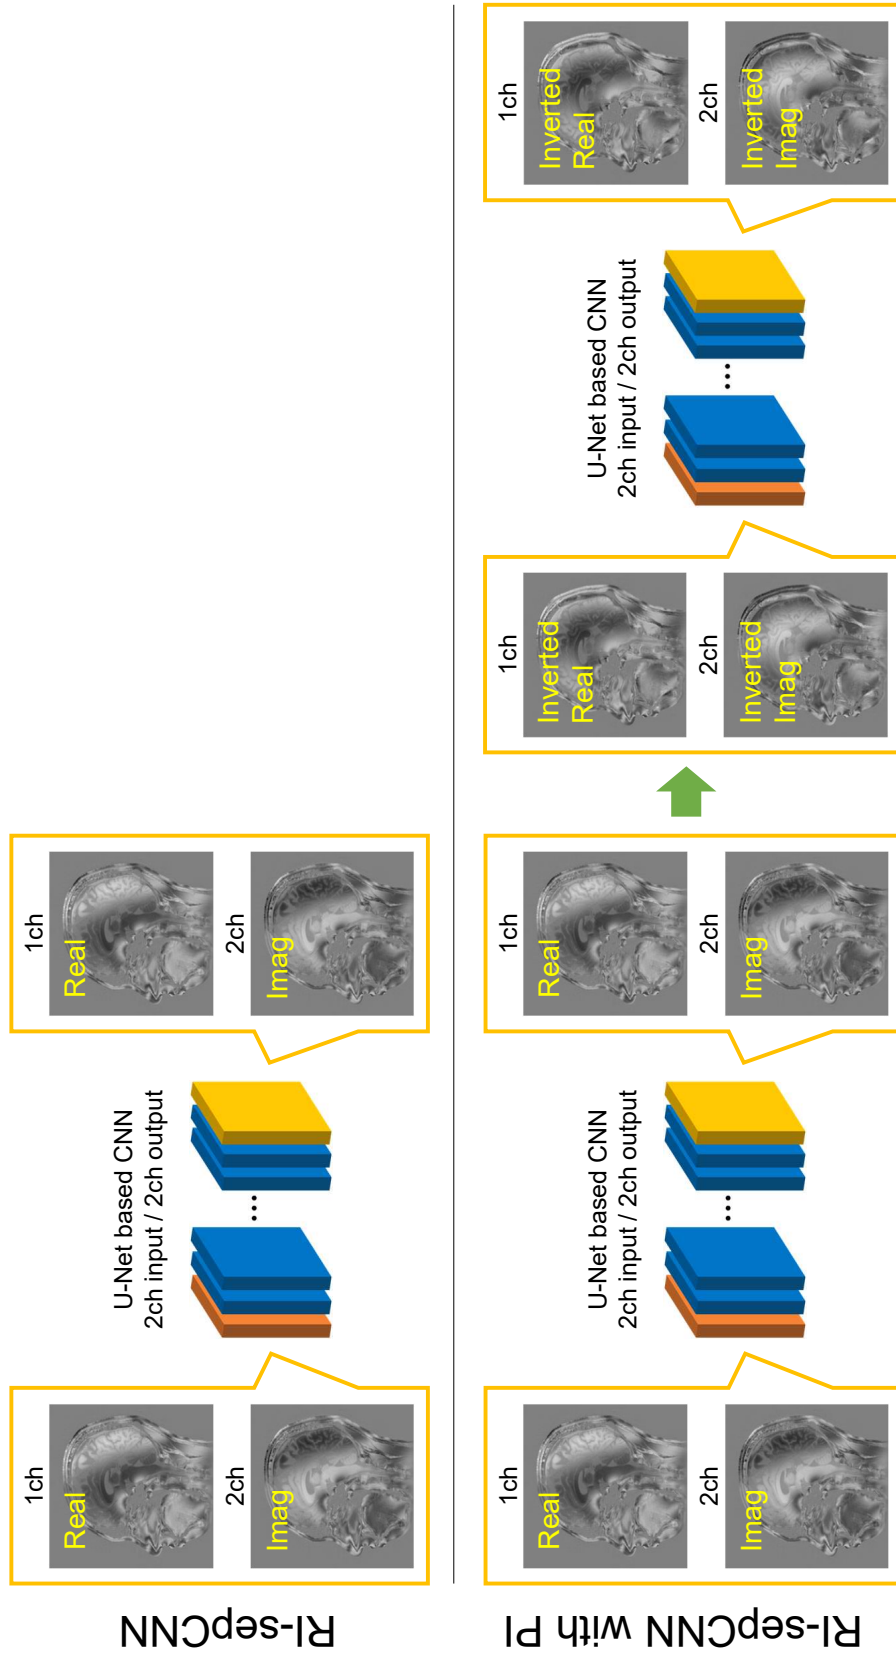 RI-sepCNN
1ch
Real
2ch
Imag
U-Net based CNN
2ch input / 2ch output
...
1ch
Real
2ch
Imag
RI-sepCNN with PI
1ch
Real
2ch
Imag
U-Net based CNN
2ch input / 2ch output
...
1ch
Real
2ch
Imag
1ch
Inverted
Real
2ch
Inverted
Imag
U-Net based CNN
2ch input / 2ch output
...
1ch
Inverted
Real
2ch
Inverted
Imag